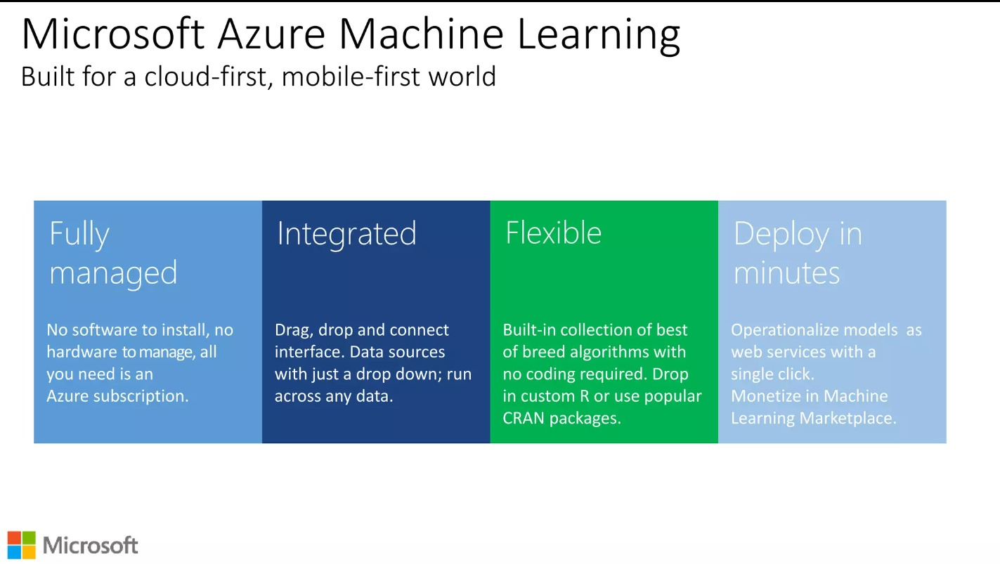 Microsoft Azure Machine Learning
Built for a cloud-first, mobile-first world
Fully
managed
No software to install, no
hardware to manage, all
you need is an
Azure subscription.
Integrated
Drag, drop and connect
interface. Data sources
with just a drop down; run
across any data.
Flexible
Built-in collection of best
of breed algorithms with
no coding required. Drop
in custom R or use popular
CRAN packages.
Deploy in
minutes
Operationalize models as
web services with a
single click.
Monetize in Machine
Learning Marketplace.
Microsoft